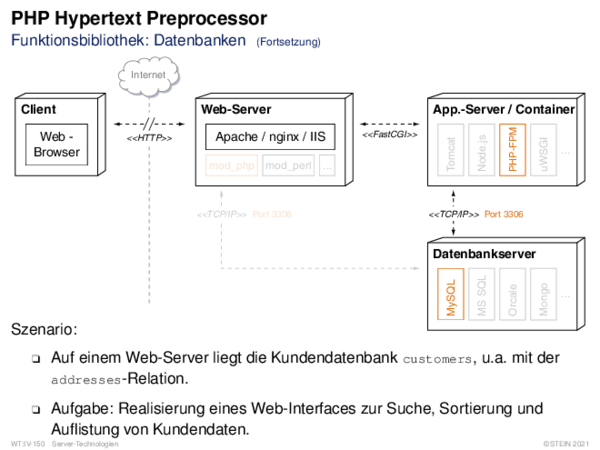 PHP Hypertext Preprocessor
Funktionsbibliothek: Datenbanken (Fortsetzung)
Internet
Client
Web -
Browser
<<HTTP>>
Web-Server
Apache / nginx / IIS
mod_php
mod_perl
...
<<FastCGI>>
App.-Server / Container
Tomcat
Node.js
PHP-FPM
uWSGI
...
<<TCP/IP>> Port 3306
<<TCP/IP>> Port 3306
Datenbankserver
MySQL
MS SQL
Orcale
Mongo
...
Szenario:
❑ Auf einem Web-Server liegt die Kundendatenbank customers, u.a. mit der
addresses-Relation.
❑ Aufgabe: Realisierung eines Web-Interfaces zur Suche, Sortierung und
Auflistung von Kundendaten.
WT:IV-150 Server-Technologien ©STEIN 2021